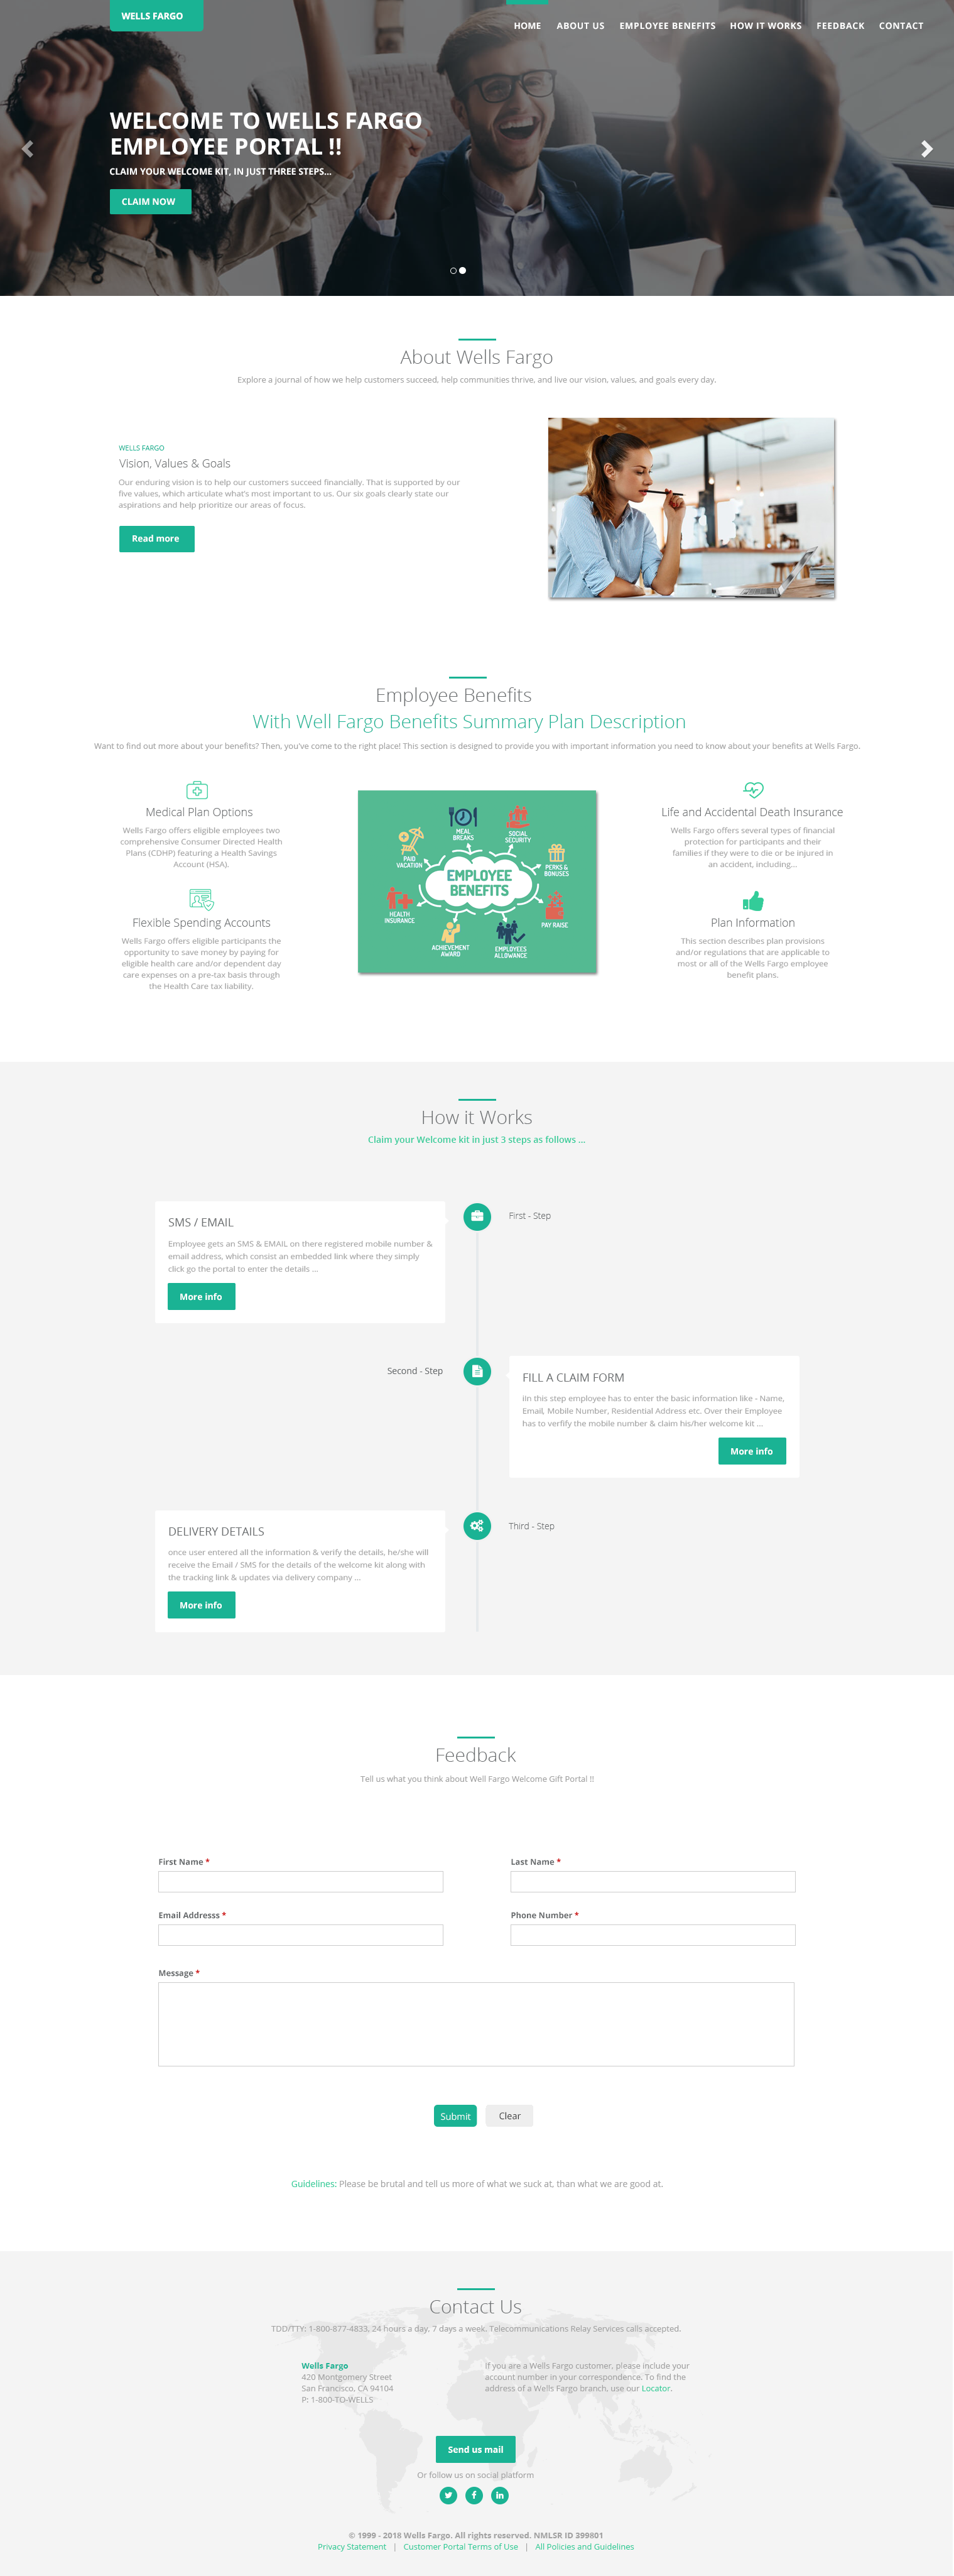 WELLS FARGO
HOME ABOUT US EMPLOYEE BENEFITS HOW IT WORKS FEEDBACK CONTACT
WELCOME TO WELLS FARGO
EMPLOYEE PORTAL !!
CLAIM YOUR WELCOME KIT, IN JUST THREE STEPS...
CLAIM NOW
About Wells Fargo
Explore a journal of how we help customers succeed, help communities thrive, and live our vision, values, and goals every day.
WELLS FARGO
Vision, Values & Goals
Our enduring vision is to help our customers succeed financially. That is supported by our
five values, which articulate what's most important to us. Our six goals clearly state our
aspirations and help prioritize our areas of focus.
Read more
Employee Benefits
With Well Fargo Benefits Summary Plan Description
Want to find out more about your benefits? Then, you've come to the right place! This section is designed to provide you with important information you need to know about your benefits at Wells Fargo.
Medical Plan Options
Wells Fargo offers eligible employees two
comprehensive Consumer Directed Health
Plans (CDHP) featuring a Health Savings
Account (HSA).
Flexible Spending Accounts
Wells Fargo offers eligible participants the
opportunity to save money by paying for
eligible health care and/or dependent day
care expenses on a pre-tax basis through
the Health Care tax liability.
MEAL
BREAKS
SOCIAL
SECURITY
PAID
VACATION
PERKS &
BONUSES
EMPLOYEE
BENEFITS
HEALTH
INSURANCE
PAY RAISE
ACHIEVEMENT
AWARD
EMPLOYEES
ALLOWANCE
Life and Accidental Death Insurance
Wells Fargo offers several types of financial
protection for participants and their
families if they were to die or be injured in
an accident, including...
Plan Information
This section describes plan provisions
and/or regulations that are applicable to
most or all of the Wells Fargo employee
benefit plans.
How it Works
Claim your Welcome kit in just 3 steps as follows ...
SMS / EMAIL
Employee gets an SMS & EMAIL on there registered mobile number &
email address, which consist an embedded link where they simply
click go the portal to enter the details ...
More info
First - Step
Second - Step
FILL A CLAIM FORM
iIn this step employee has to enter the basic information like - Name,
Email, Mobile Number, Residential Address etc. Over their Employee
has to verfify the mobile number & claim his/her welcome kit ...
More info
DELIVERY DETAILS
once user entered all the information & verify the details, he/she will
receive the Email / SMS for the details of the welcome kit along with
the tracking link & updates via delivery company ...
More info
Third - Step
Feedback
Tell us what you think about Well Fargo Welcome Gift Portal !!
First Name *
Last Name *
Email Addresss *
Phone Number *
Message *
Submit Clear
Guidelines: Please be brutal and tell us more of what we suck at, than what we are good at.
Contact Us
TDD/TTY: 1-800-877-4833, 24 hours a day, 7 days a week. Telecommunications Relay Services calls accepted.
Wells Fargo
420 Montgomery Street
San Francisco, CA 94104
P: 1-800-TO-WELLS
If you are a Wells Fargo customer, please include your
account number in your correspondence. To find the
address of a Wells Fargo branch, use our Locator.
Send us mail
Or follow us on social platform
© 1999 - 2018 Wells Fargo. All rights reserved. NMLSR ID 399801
Privacy Statement | Customer Portal Terms of Use | All Policies and Guidelines